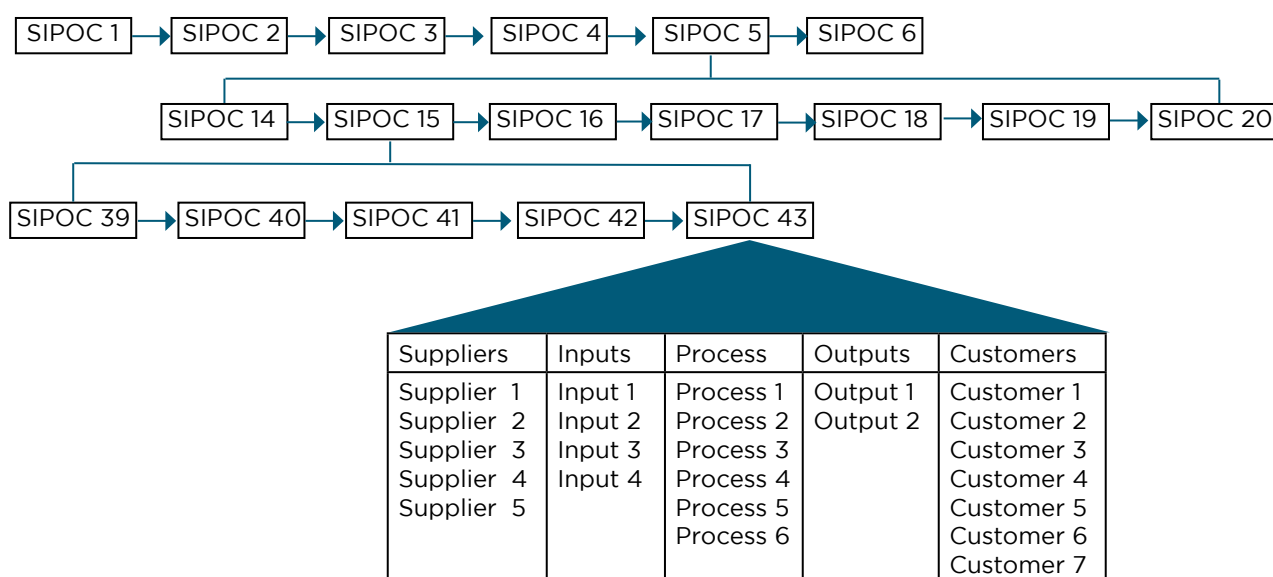 SIPOC 1 SIPOC 2 SIPOC 3 SIPOC 4 SIPOC 5 SIPOC 6
SIPOC 14 SIPOC 15 SIPOC 16 SIPOC 17 SIPOC 18 SIPOC 19 SIPOC 20
SIPOC 39 SIPOC 40 SIPOC 41 SIPOC 42 SIPOC 43
Suppliers Inputs Process Outputs Customers
Supplier 1 Input 1 Process 1 Output 1 Customer 1
Supplier 2 Input 2 Process 2 Output 2 Customer 2
Supplier 3 Input 3 Process 3 Customer 3
Supplier 4 Input 4 Process 4 Customer 4
Supplier 5 Process 5 Customer 5
Process 6 Customer 6
Customer 7